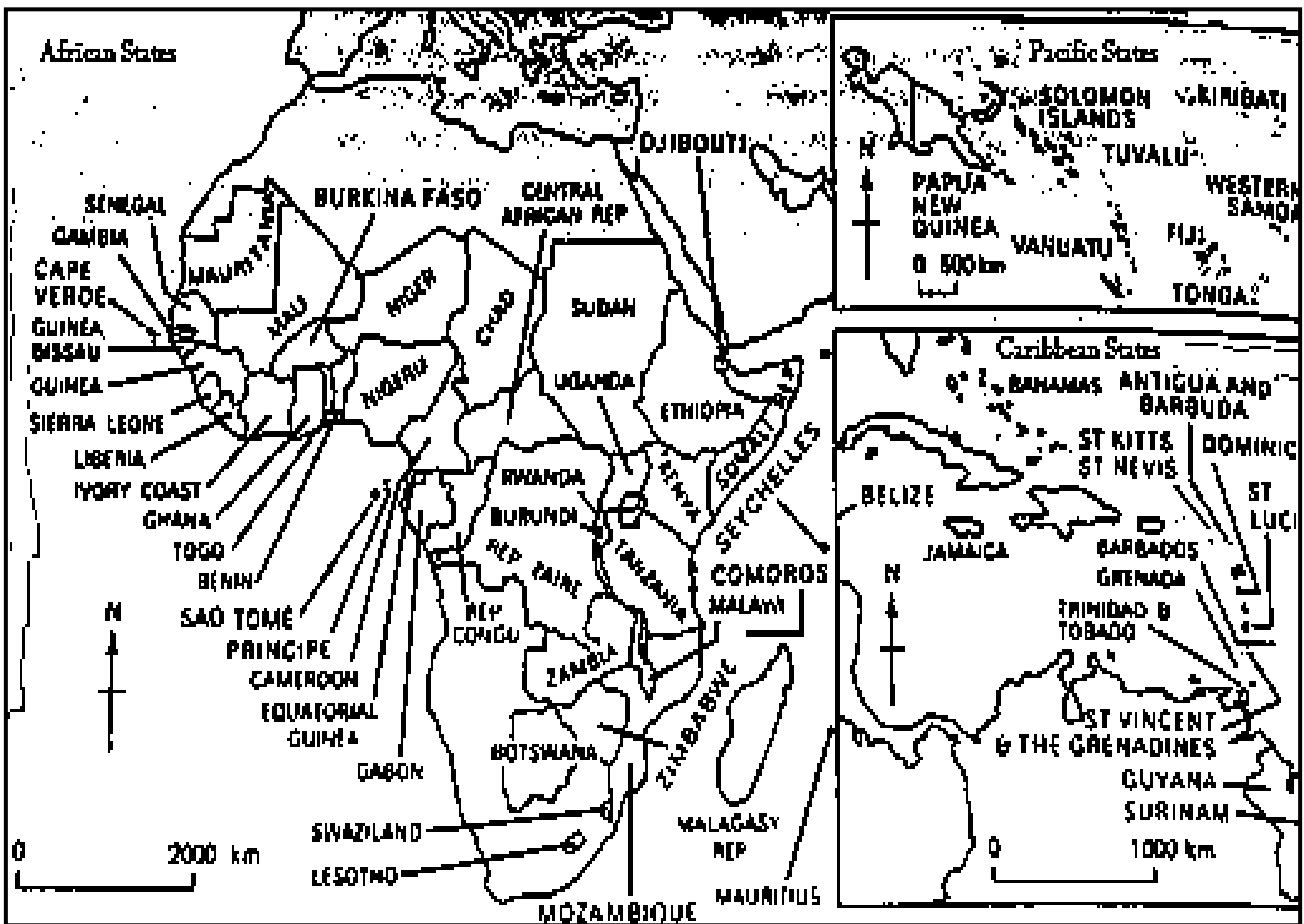 African States
SENEGAL
GAMBIA
CAPE
VERDE
GUINEA
BISSAU
GUINEA
SIERRA LEONE
LIBERIA
IVORY COAST
GHANA
TOGO
BENIN
SAO TOME
PRINCIPE
CAMEROON
EQUATORIAL
GUINEA
GABON
SWAZILAND
LESOTHO
MOZAMBIQUE
MAURITANIA
BURKINA FASO
CENTRAL
AFRICAN REP
DJIBOUTI
MALI
NIGER
CHAD
SUDAN
NIGERIA
UGANDA
ETHIOPIA
SOMALI
KENYA
SEYCHELLES
RWANDA
BURUNDI
REP
ZAIRE
TANZANIA
REP
CONGO
COMOROS
MALAWI
ZAMBIA
ZIMBABWE
BOTSWANA
MALAGASY
REP
MAURITIUS
N
0 2000 km
Pacific States
SOLOMON
ISLANDS
KIRIBATI
TUVALU
N
PAPUA
NEW
GUINEA
WESTERN
SAMOA
VANUATU
FIJI
0 500 km
TONGA
Caribbean States
BAHAMAS
ANTIGUA AND
BARBUDA
ST KITTS
ST NEVIS
DOMINIC
ST
LUCI
BELIZE
JAMAICA
BARBADOS
GRENADA
N
TRINIDAD &
TOBADO
ST VINCENT
& THE GRENADINES
GUYANA
SURINAM
0 1000 km